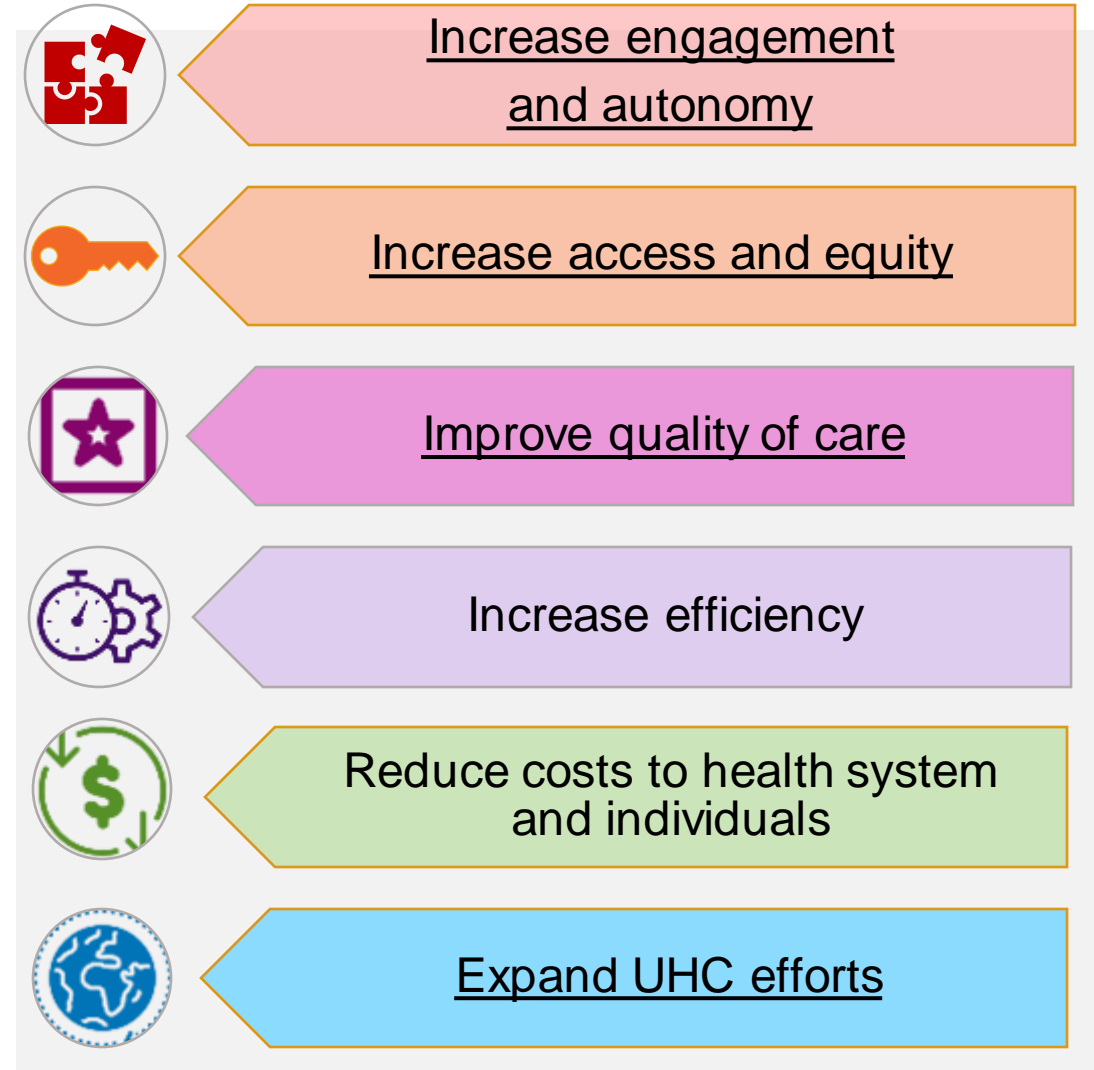 Increase engagement
and autonomy
Increase access and equity
Improve quality of care
Increase efficiency
Reduce costs to health system
and individuals
Expand UHC efforts